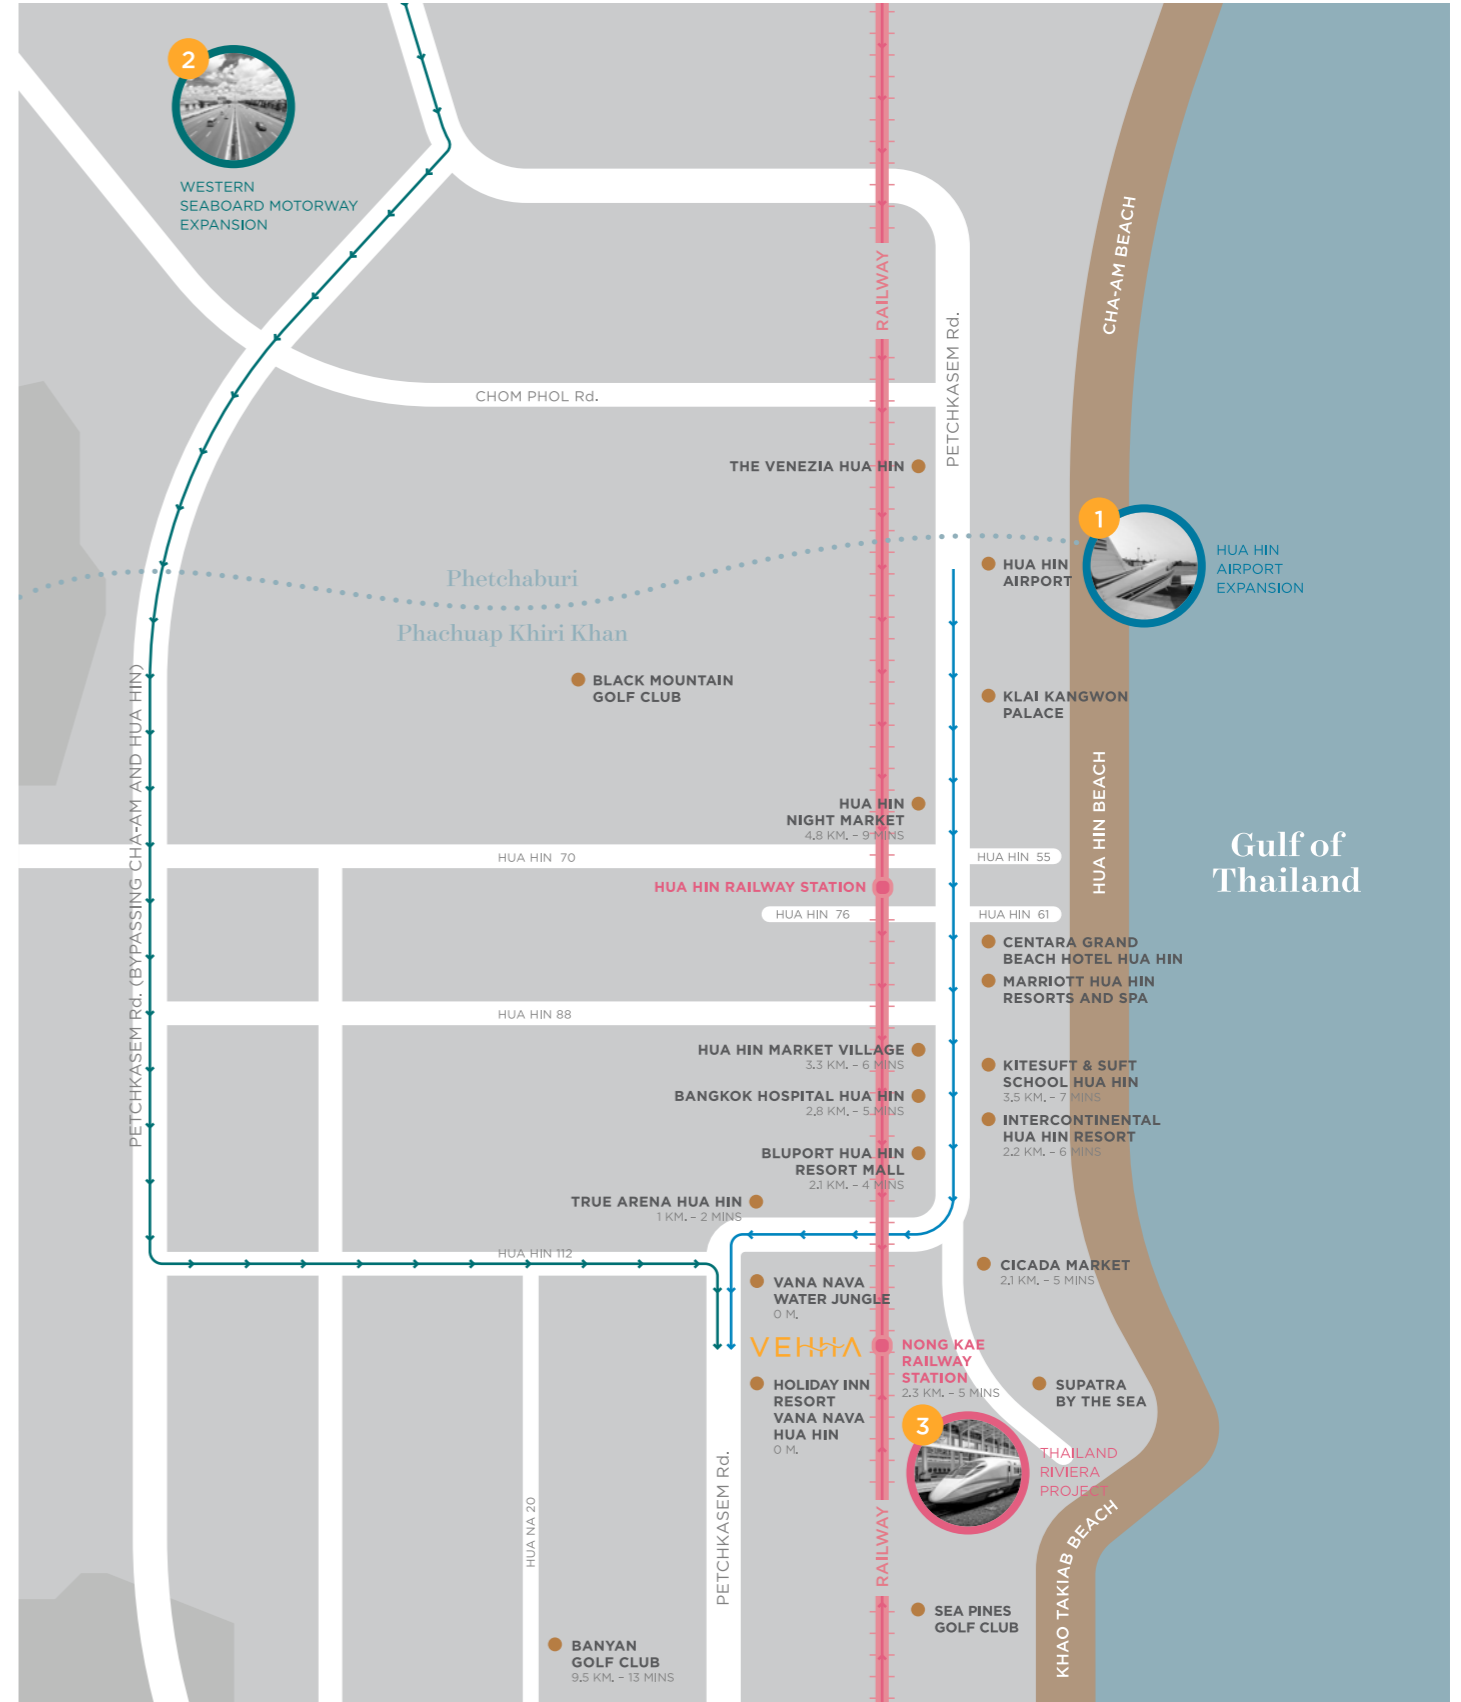 2
WESTERN
SEABOARD MOTORWAY
EXPANSION
CHA-AM BEACH
RAILWAY
PETCHKASEM Rd.
CHOM PHOL Rd.
THE VENEZIA HUA HIN
1
HUA HIN
AIRPORT
EXPANSION
HUA HIN
AIRPORT
Phetchaburi
Phachuap Khiri Khan
BLACK MOUNTAIN
GOLF CLUB
KLAI KANGWON
PALACE
PETCHKASEM Rd. (BYPASSING CHA-AM AND HUA HIN)
HUA HIN BEACH
HUA HIN
NIGHT MARKET
4.8 KM. – 9 MINS
Gulf of
Thailand
HUA HIN 70
HUA HIN 55
HUA HIN RAILWAY STATION
HUA HIN 76
HUA HIN 61
CENTARA GRAND
BEACH HOTEL HUA HIN
MARRIOTT HUA HIN
RESORTS AND SPA
HUA HIN 88
HUA HIN MARKET VILLAGE
3.3 KM. – 6 MINS
KITESUFT & SUFT
SCHOOL HUA HIN
3.5 KM. – 7 MINS
BANGKOK HOSPITAL HUA HIN
2.8 KM. – 5 MINS
INTERCONTINENTAL
HUA HIN RESORT
2.2 KM. – 6 MINS
BLUPORT HUA HIN
RESORT MALL
2.1 KM. – 4 MINS
TRUE ARENA HUA HIN
1 KM. – 2 MINS
HUA HIN 112
CICADA MARKET
2.1 KM. – 5 MINS
VANA NAVA
WATER JUNGLE
0 M.
VEHHA
NONG KAE
RAILWAY
STATION
2.3 KM. – 5 MINS
HOLIDAY INN
RESORT
VANA NAVA
HUA HIN
0 M.
SUPATRA
BY THE SEA
3
THAILAND
RIVIERA
PROJECT
PETCHKASEM Rd.
HUA NA 20
RAILWAY
KHAO TAKIAB BEACH
SEA PINES
GOLF CLUB
BANYAN
GOLF CLUB
9.5 KM. – 13 MINS